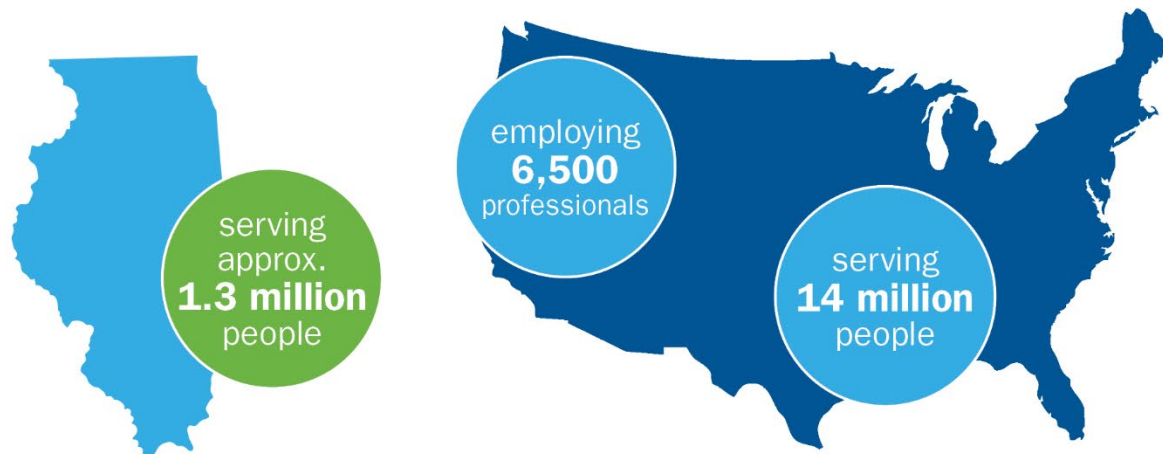 serving
approx.
1.3 million
people
employing
6,500
professionals
serving
14 million
people